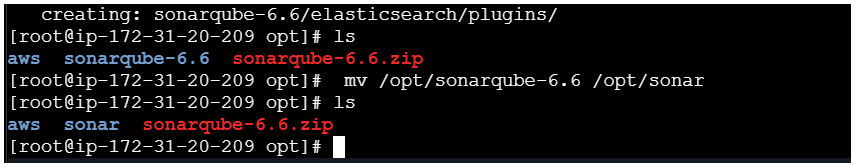 creating: sonarqube-6.6/elasticsearch/plugins/
[root@ip-172-31-20-209 opt]# ls
aws  sonarqube-6.6  sonarqube-6.6.zip
[root@ip-172-31-20-209 opt]#  mv /opt/sonarqube-6.6 /opt/sonar
[root@ip-172-31-20-209 opt]# ls
aws  sonar  sonarqube-6.6.zip
[root@ip-172-31-20-209 opt]#